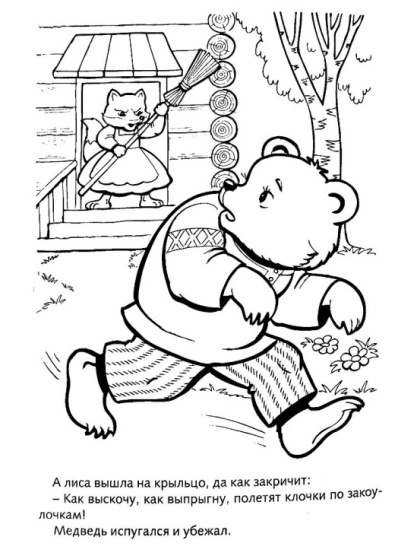 А лиса вышла на крыльцо, да как закричит:
– Как выскочу, как выпрыгну, полетят клочки по закоу-
лочкам!
Медведь испугался и убежал.